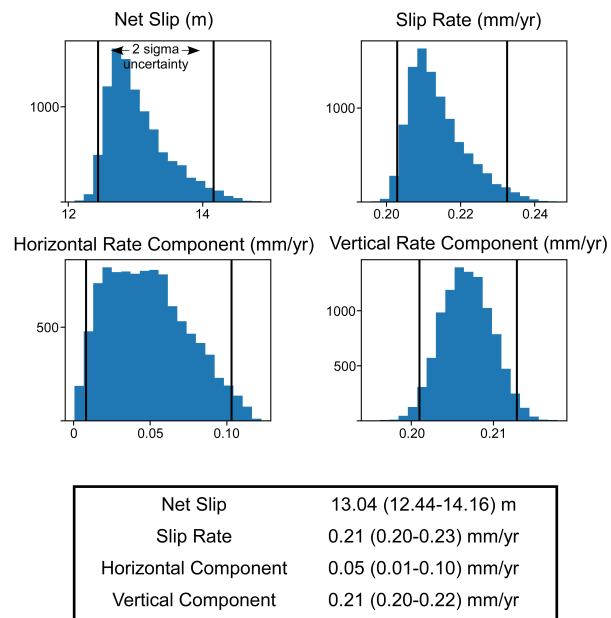 Net Slip (m)
Slip Rate (mm/yr)
2 sigma
uncertainty
1000
12
14
1000
0.20
0.22
0.24
Horizontal Rate Component (mm/yr)
Vertical Rate Component (mm/yr)
500
0
0.05
0.10
1000
500
0.20
0.21
Net Slip 13.04 (12.44-14.16) m
Slip Rate 0.21 (0.20-0.23) mm/yr
Horizontal Component 0.05 (0.01-0.10) mm/yr
Vertical Component 0.21 (0.20-0.22) mm/yr